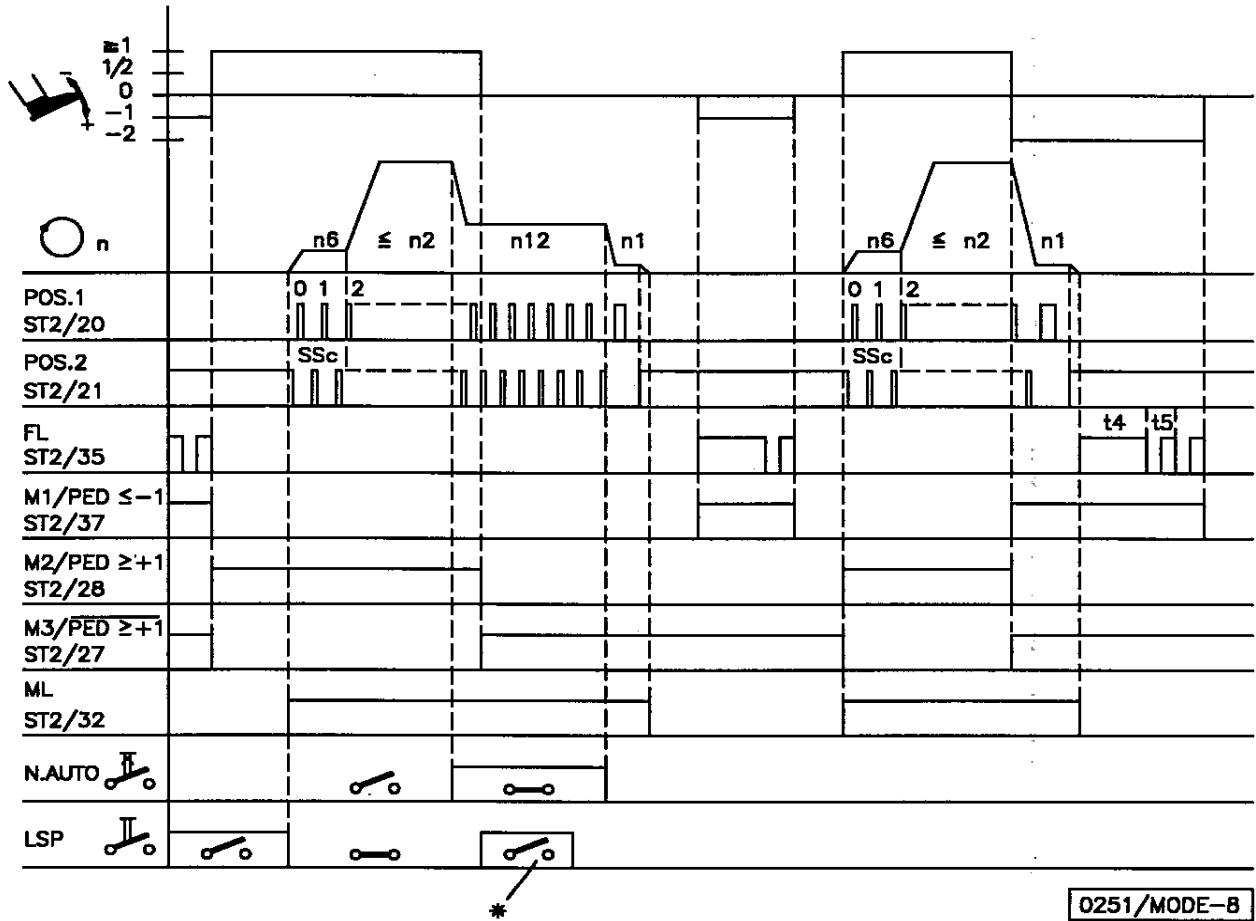 ≧1
1/2
0
−1
−2
−
+
n
n6 ≦ n2 n12 n1 n6 ≦ n2 n1
POS.1 0 1 2 0 1 2
ST2/20
POS.2 SSc SSc
ST2/21
FL t4 t5
ST2/35
M1/PED ≤−1
ST2/37
M2/PED ≥+1
ST2/28
M3/PED ≥+1
ST2/27
ML
ST2/32
N.AUTO
LSP
*
0251/MODE−8